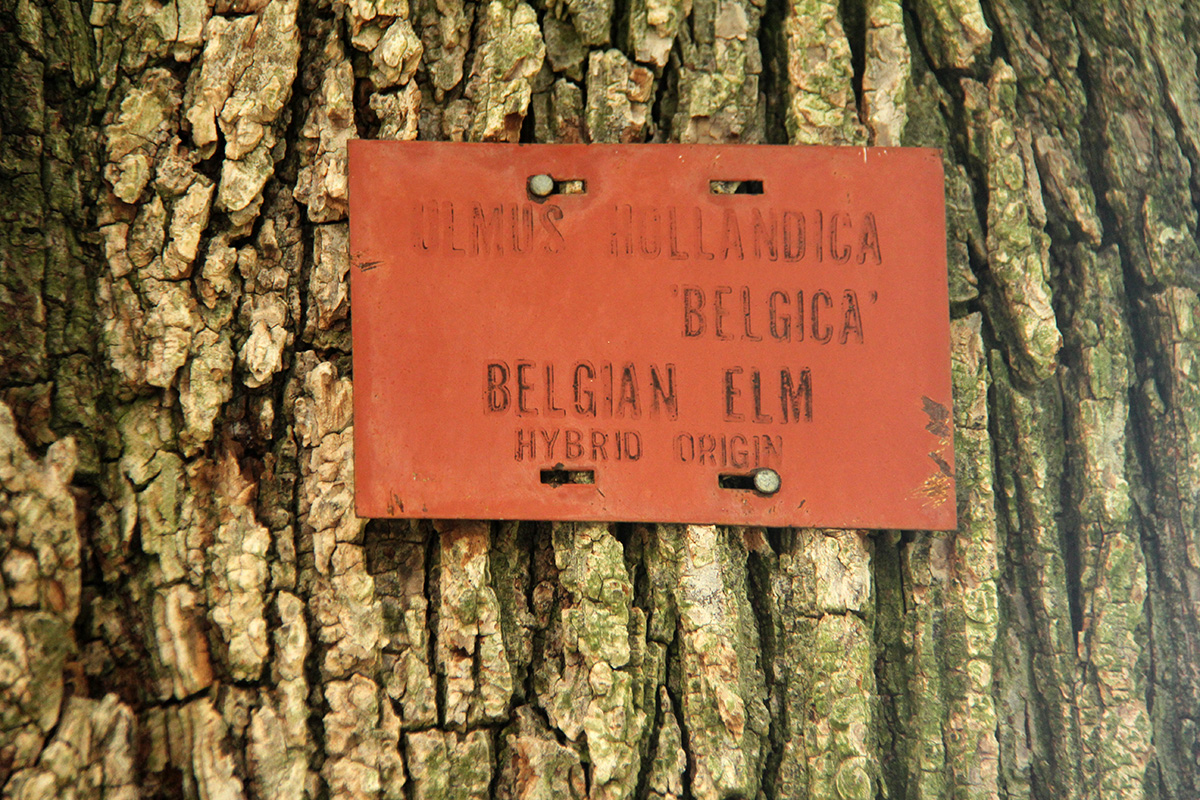 ULMUS HOLLANDICA
'BELGICA'
BELGIAN ELM
HYBRID ORIGIN